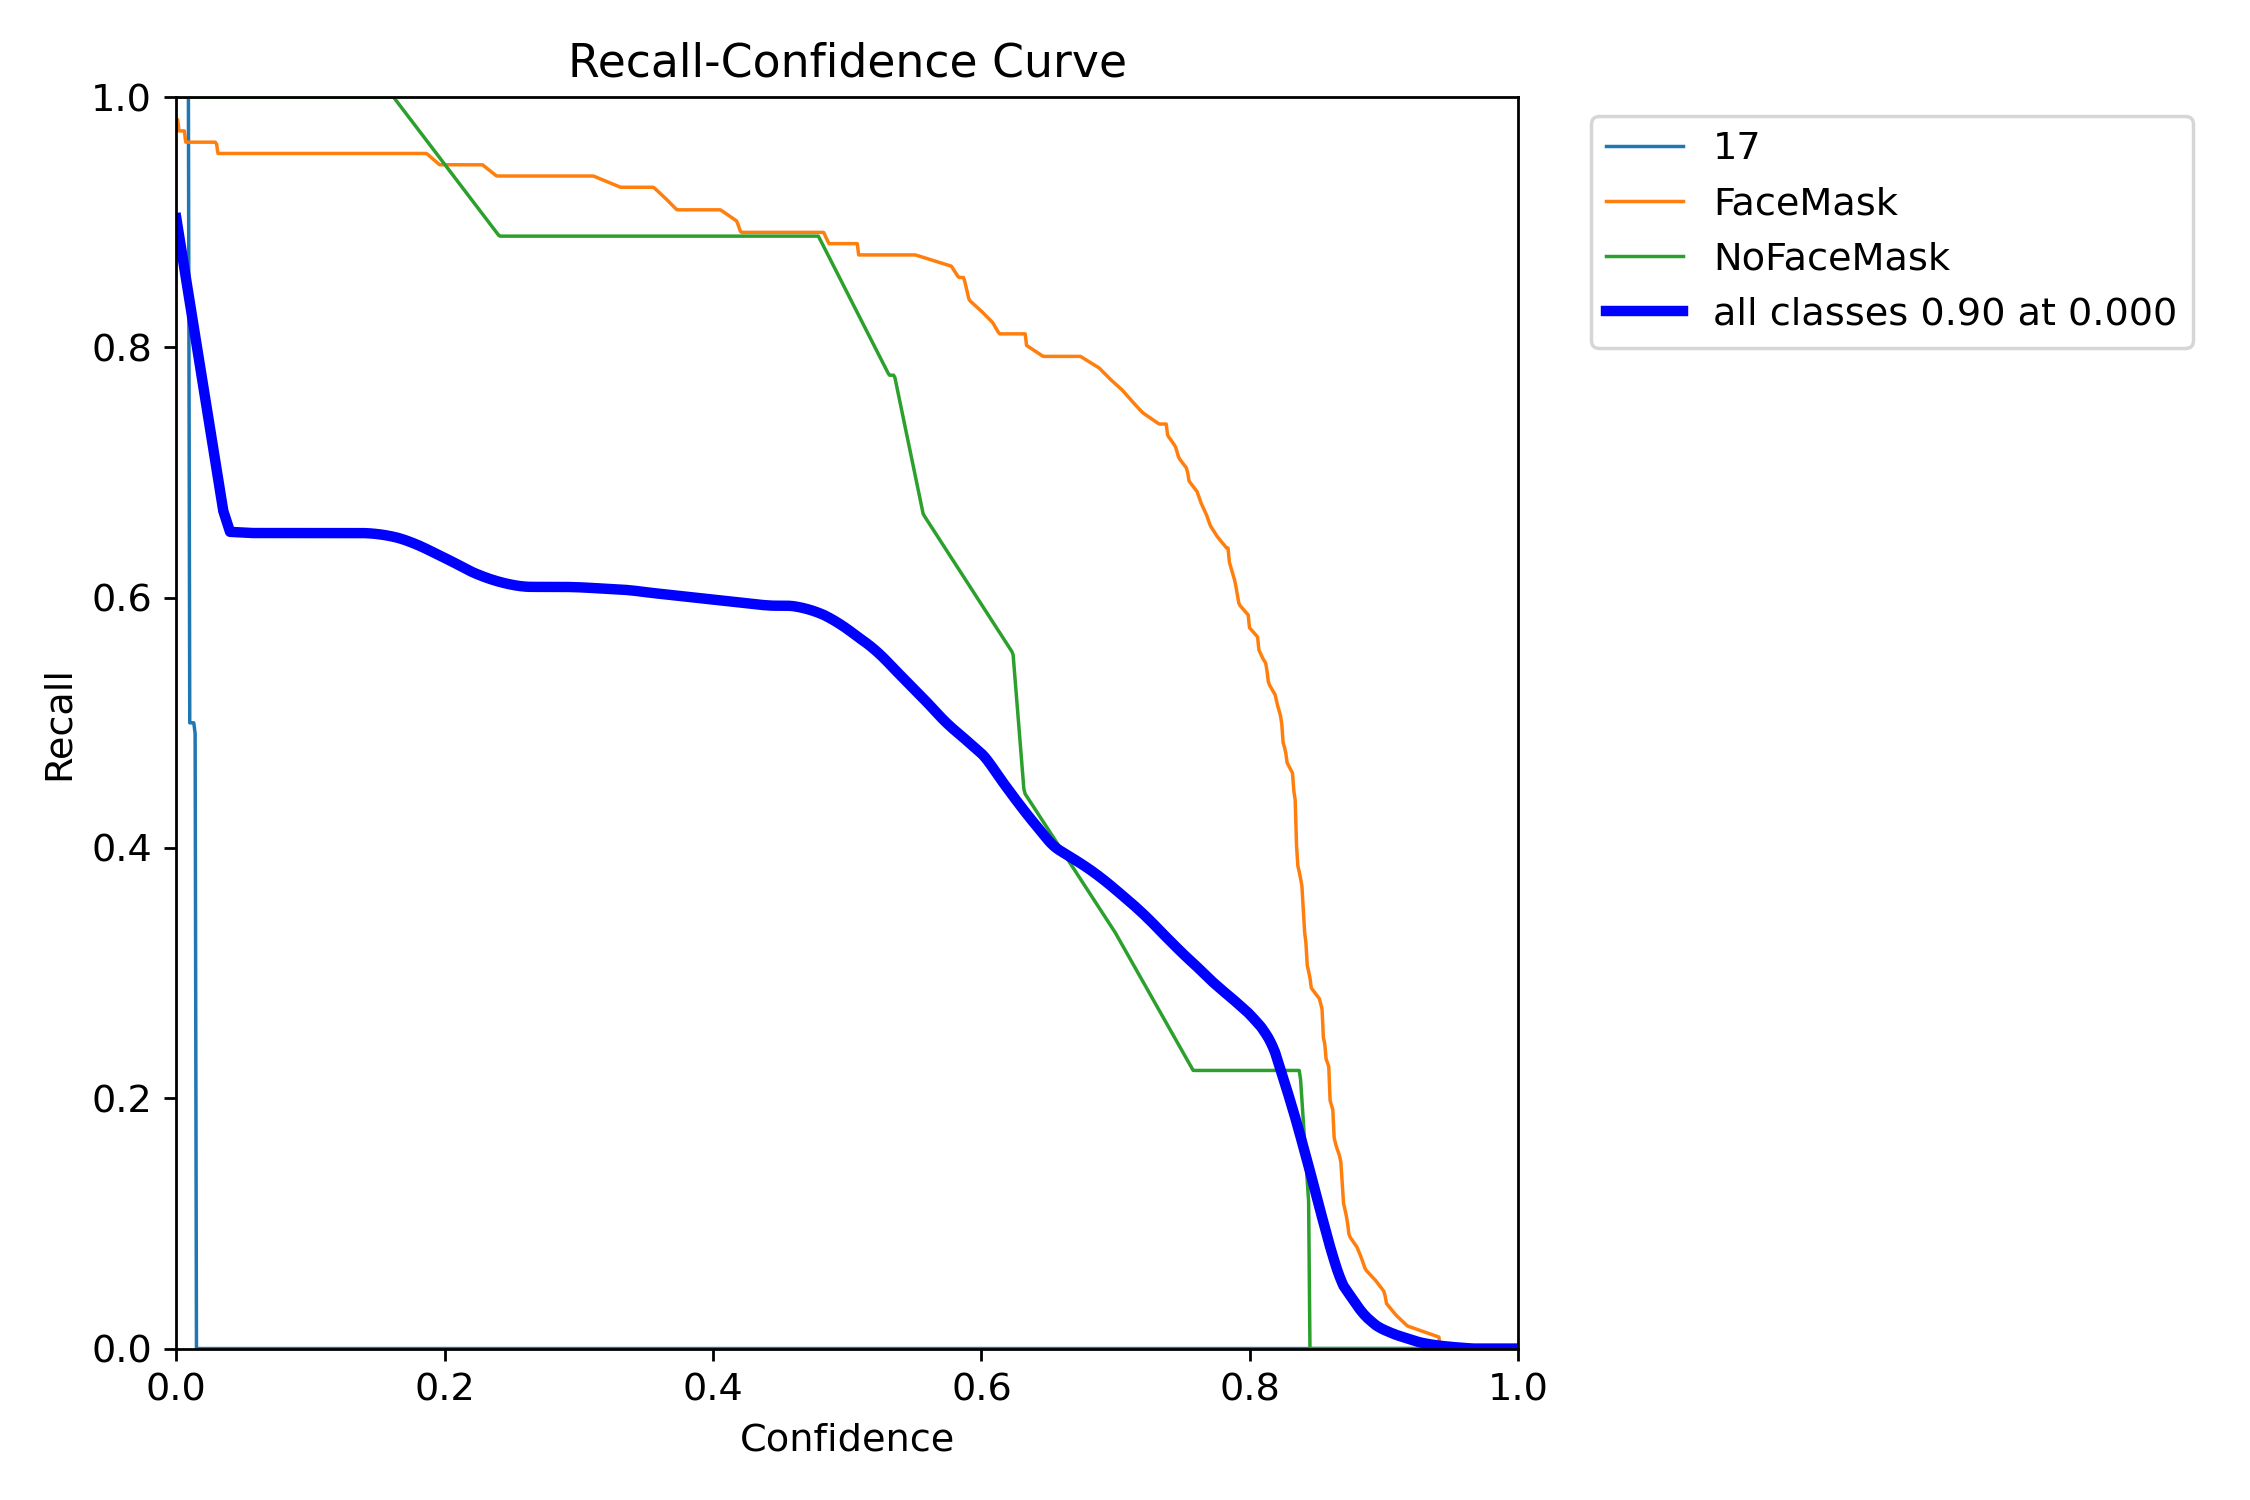 Recall-Confidence Curve
1.0
0.8
0.6
0.4
0.2
0.0
Recall
0.0 0.2 0.4 0.6 0.8 1.0
Confidence
17
FaceMask
NoFaceMask
all classes 0.90 at 0.000